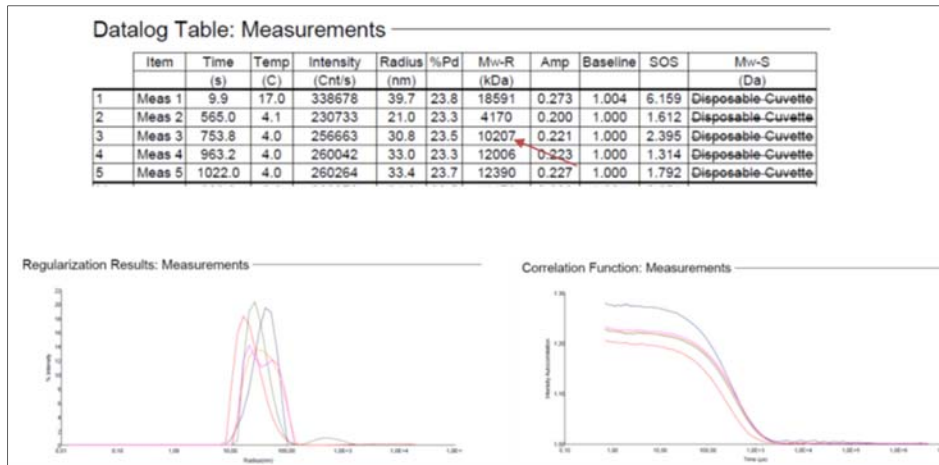 Datalog Table: Measurements
Item Time Temp Intensity Radius %Pd Mw-R Amp Baseline SOS Mw-S
(s) (C) (Cnt/s) (nm) (kDa) (Da)
1 Meas 1 9.9 17.0 338678 39.7 23.8 18591 0.273 1.004 6.159 Disposable Cuvette
2 Meas 2 565.0 4.1 230733 21.0 23.3 4170 0.200 1.000 1.612 Disposable Cuvette
3 Meas 3 753.8 4.0 256663 30.8 23.5 10207 0.221 1.000 2.395 Disposable Cuvette
4 Meas 4 963.2 4.0 260042 33.0 23.3 12006 0.223 1.000 1.314 Disposable Cuvette
5 Meas 5 1022.0 4.0 260264 33.4 23.7 12390 0.227 1.000 1.792 Disposable Cuvette
Regularization Results: Measurements
% Intensity
Radius(nm)
Correlation Function: Measurements
Intensity Autocorrelation
Time (µs)